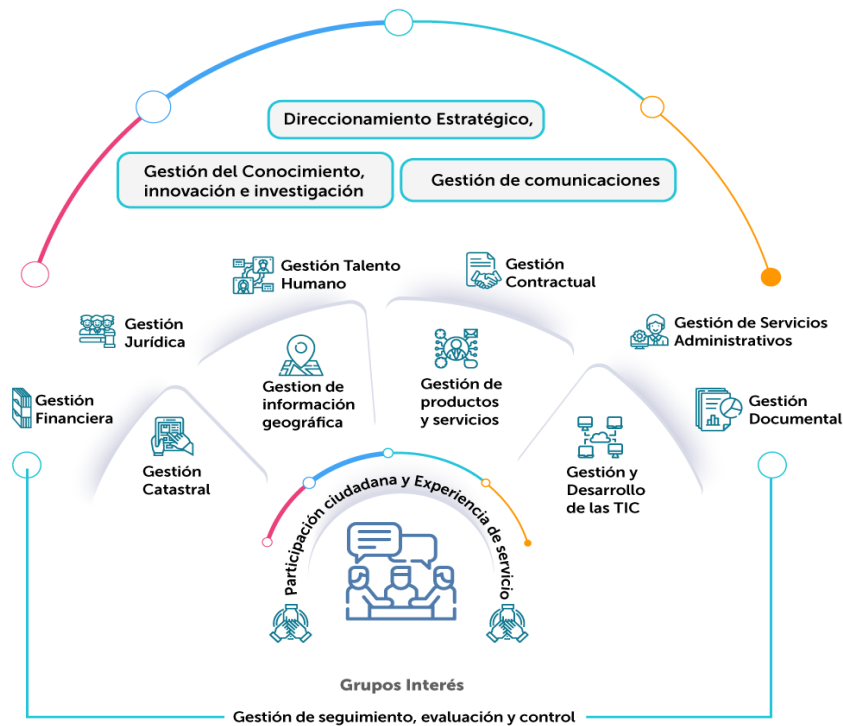 Direccionamiento Estratégico,
Gestión del Conocimiento,
innovación e investigación
Gestión de comunicaciones
Gestión Talento
Humano
Gestión
Contractual
Gestión
Jurídica
Gestión de Servicios
Administrativos
Gestión
Financiera
Gestion de
información
geográfica
Gestión de
productos
y servicios
Gestión
Documental
Gestión
Catastral
Gestión y
Desarrollo
de las TIC
Participación ciudadana y Experiencia de servicio
Grupos Interés
Gestión de seguimiento, evaluación y control